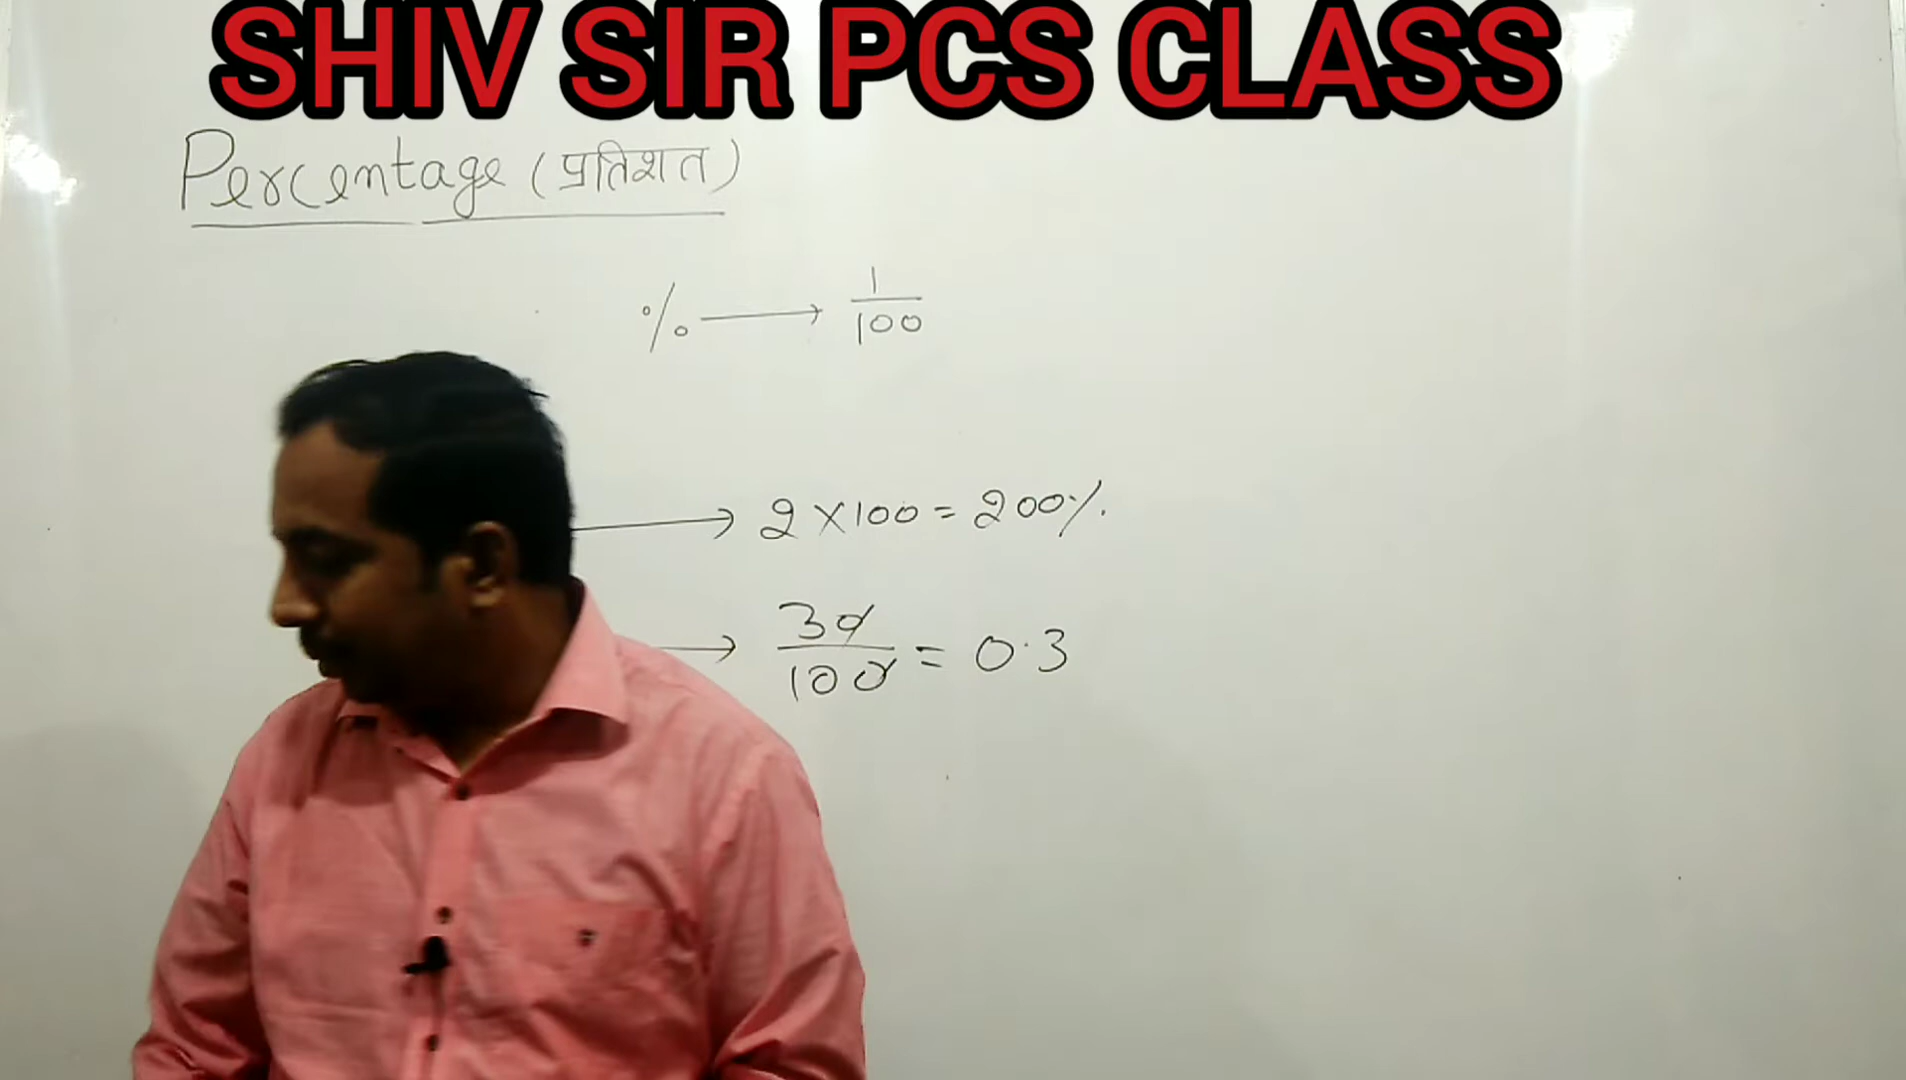 SHIV SIR PCS CLASS
Percentage (प्रतिशत)
% → 1/100
→ 2 × 100 = 200%.
→ 30/100 = 0.3